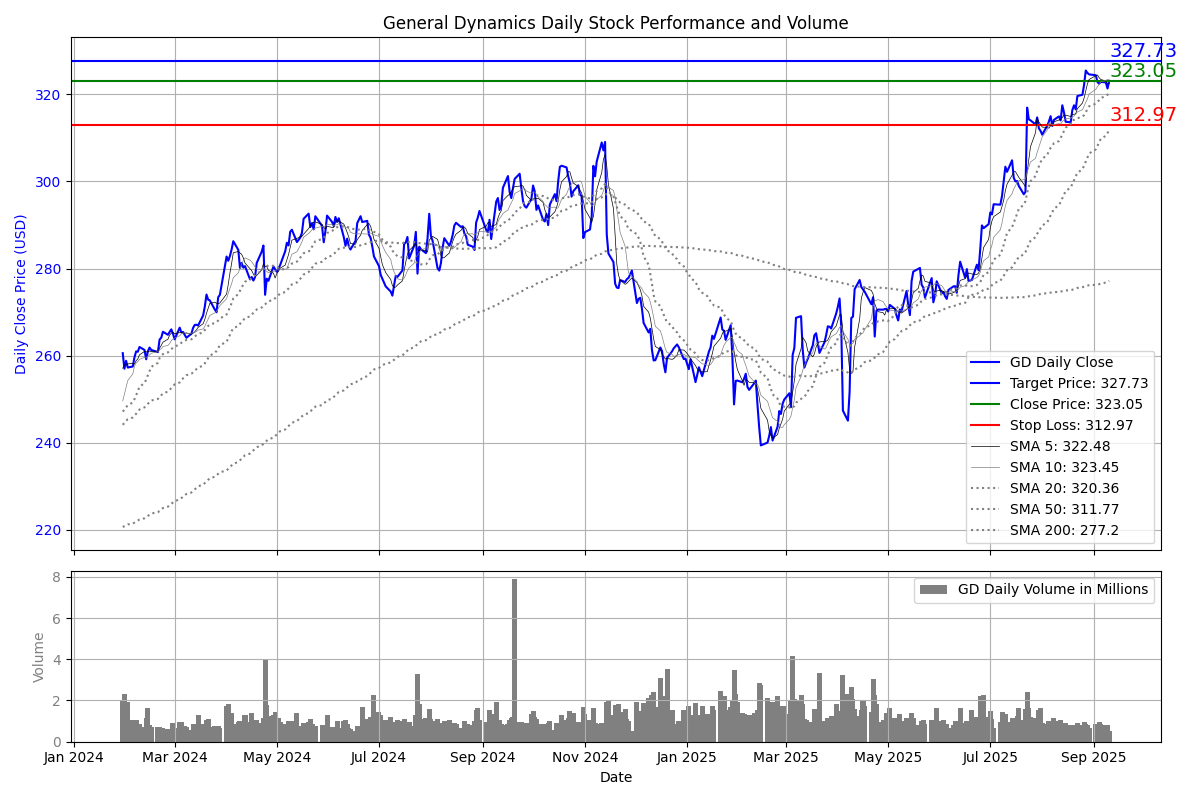 General Dynamics Daily Stock Performance and Volume
327.73
323.05
312.97
Daily Close Price (USD)
320
300
280
260
240
220
GD Daily Close
Target Price: 327.73
Close Price: 323.05
Stop Loss: 312.97
SMA 5: 322.48
SMA 10: 323.45
SMA 20: 320.36
SMA 50: 311.77
SMA 200: 277.2
Volume
8
6
4
2
0
GD Daily Volume in Millions
Jan 2024 Mar 2024 May 2024 Jul 2024 Sep 2024 Nov 2024 Jan 2025 Mar 2025 May 2025 Jul 2025 Sep 2025
Date